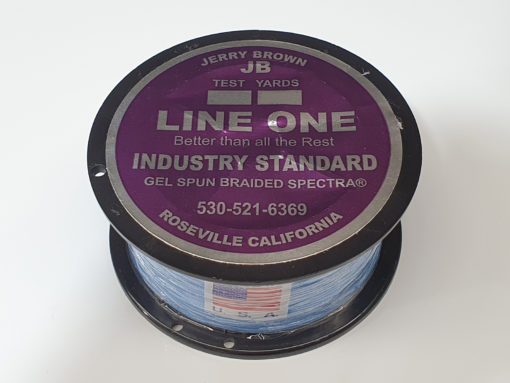 JERRY BROWN
JB
TEST YARDS
LINE ONE
Better than all the Rest
INDUSTRY STANDARD
GEL SPUN BRAIDED SPECTRA®
530-521-6369
ROSEVILLE CALIFORNIA
U. S. A.